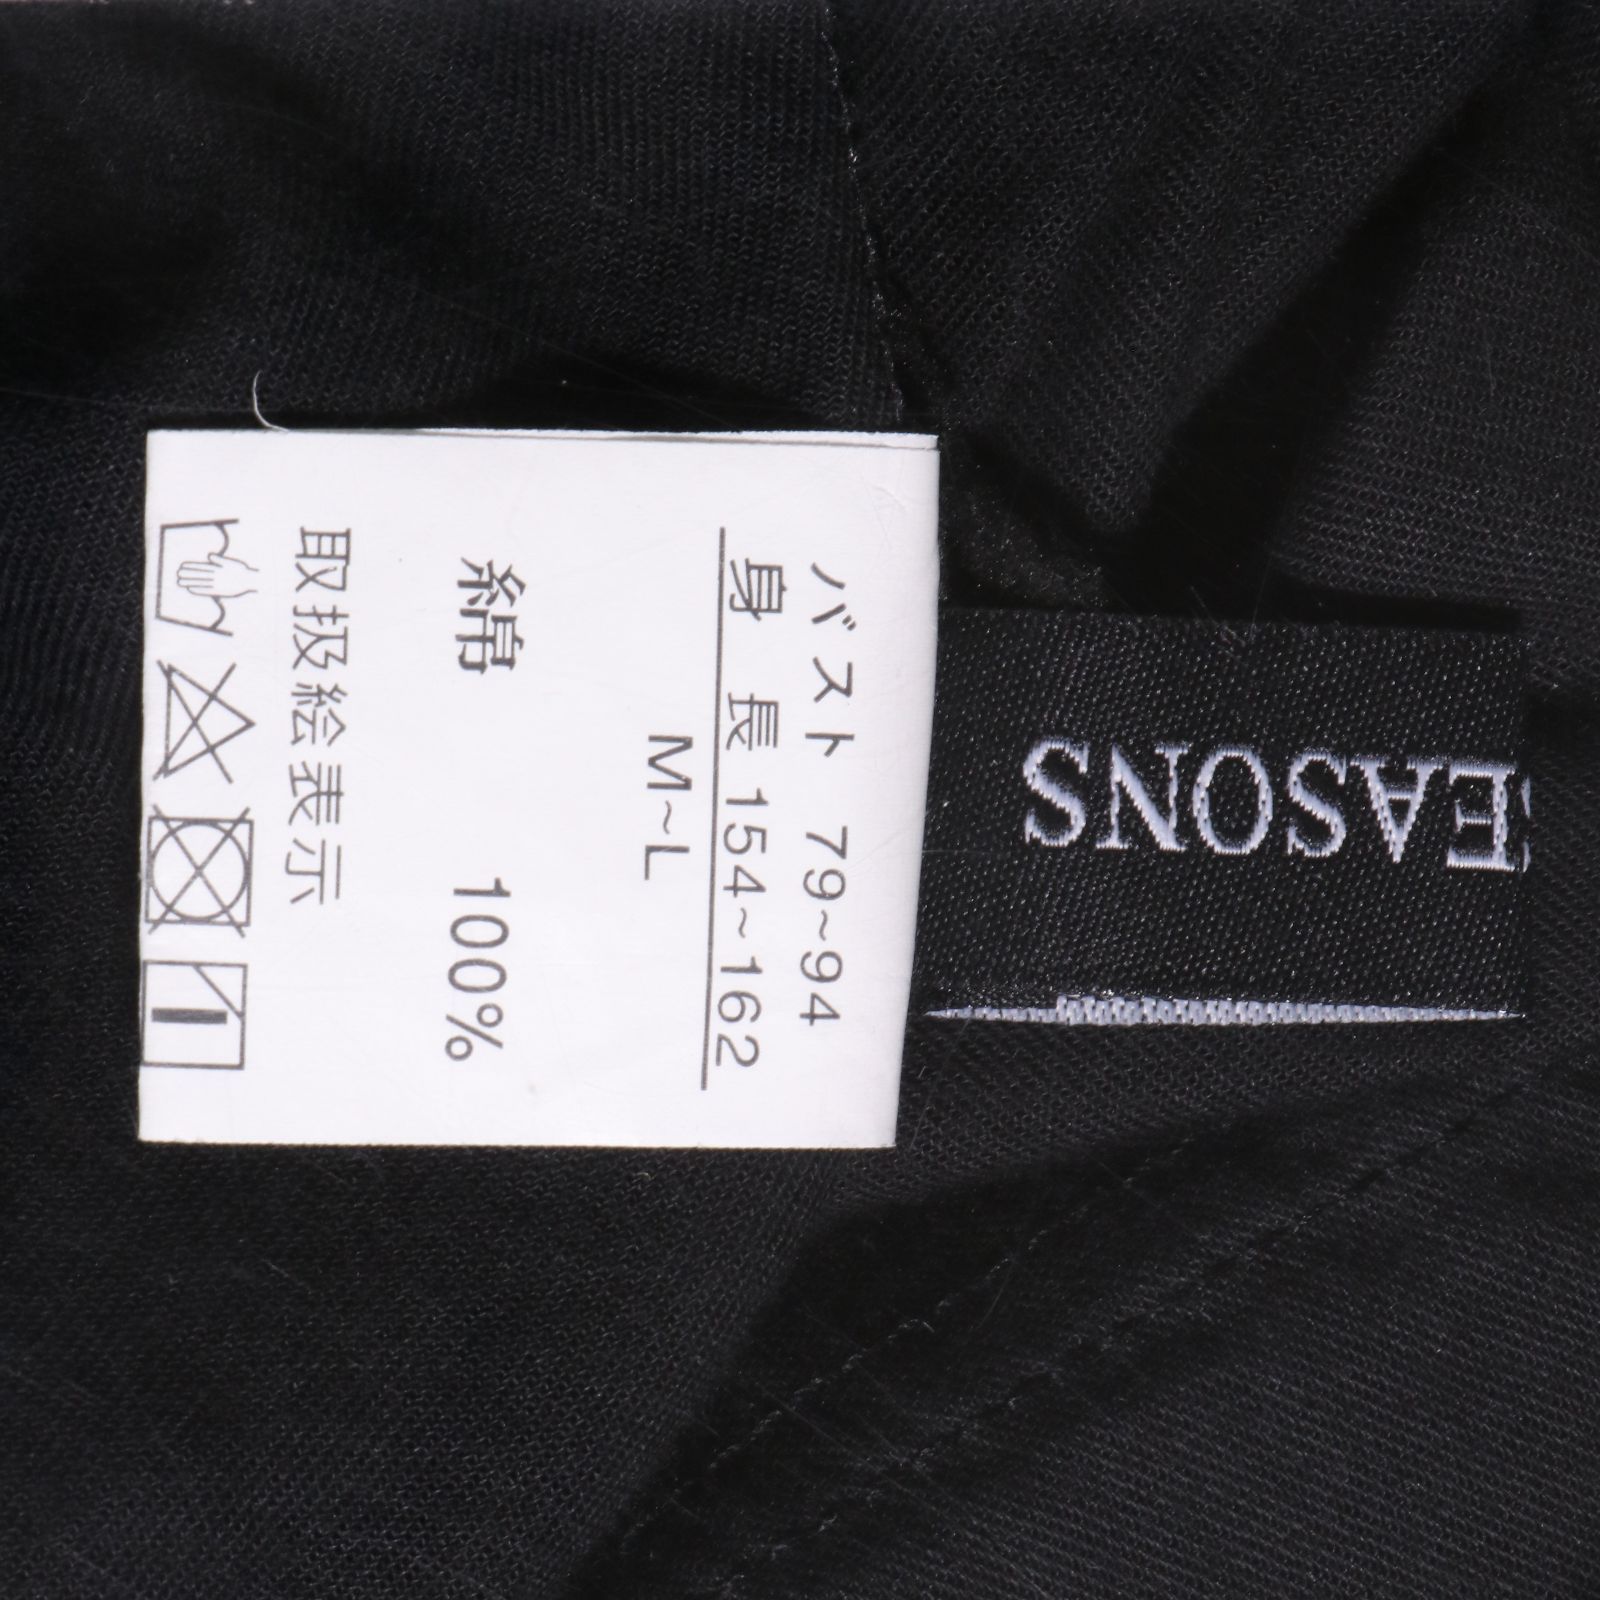 バスト 79~94
身 長 154~162
M~L
綿 100%
取扱絵表示
EASONS